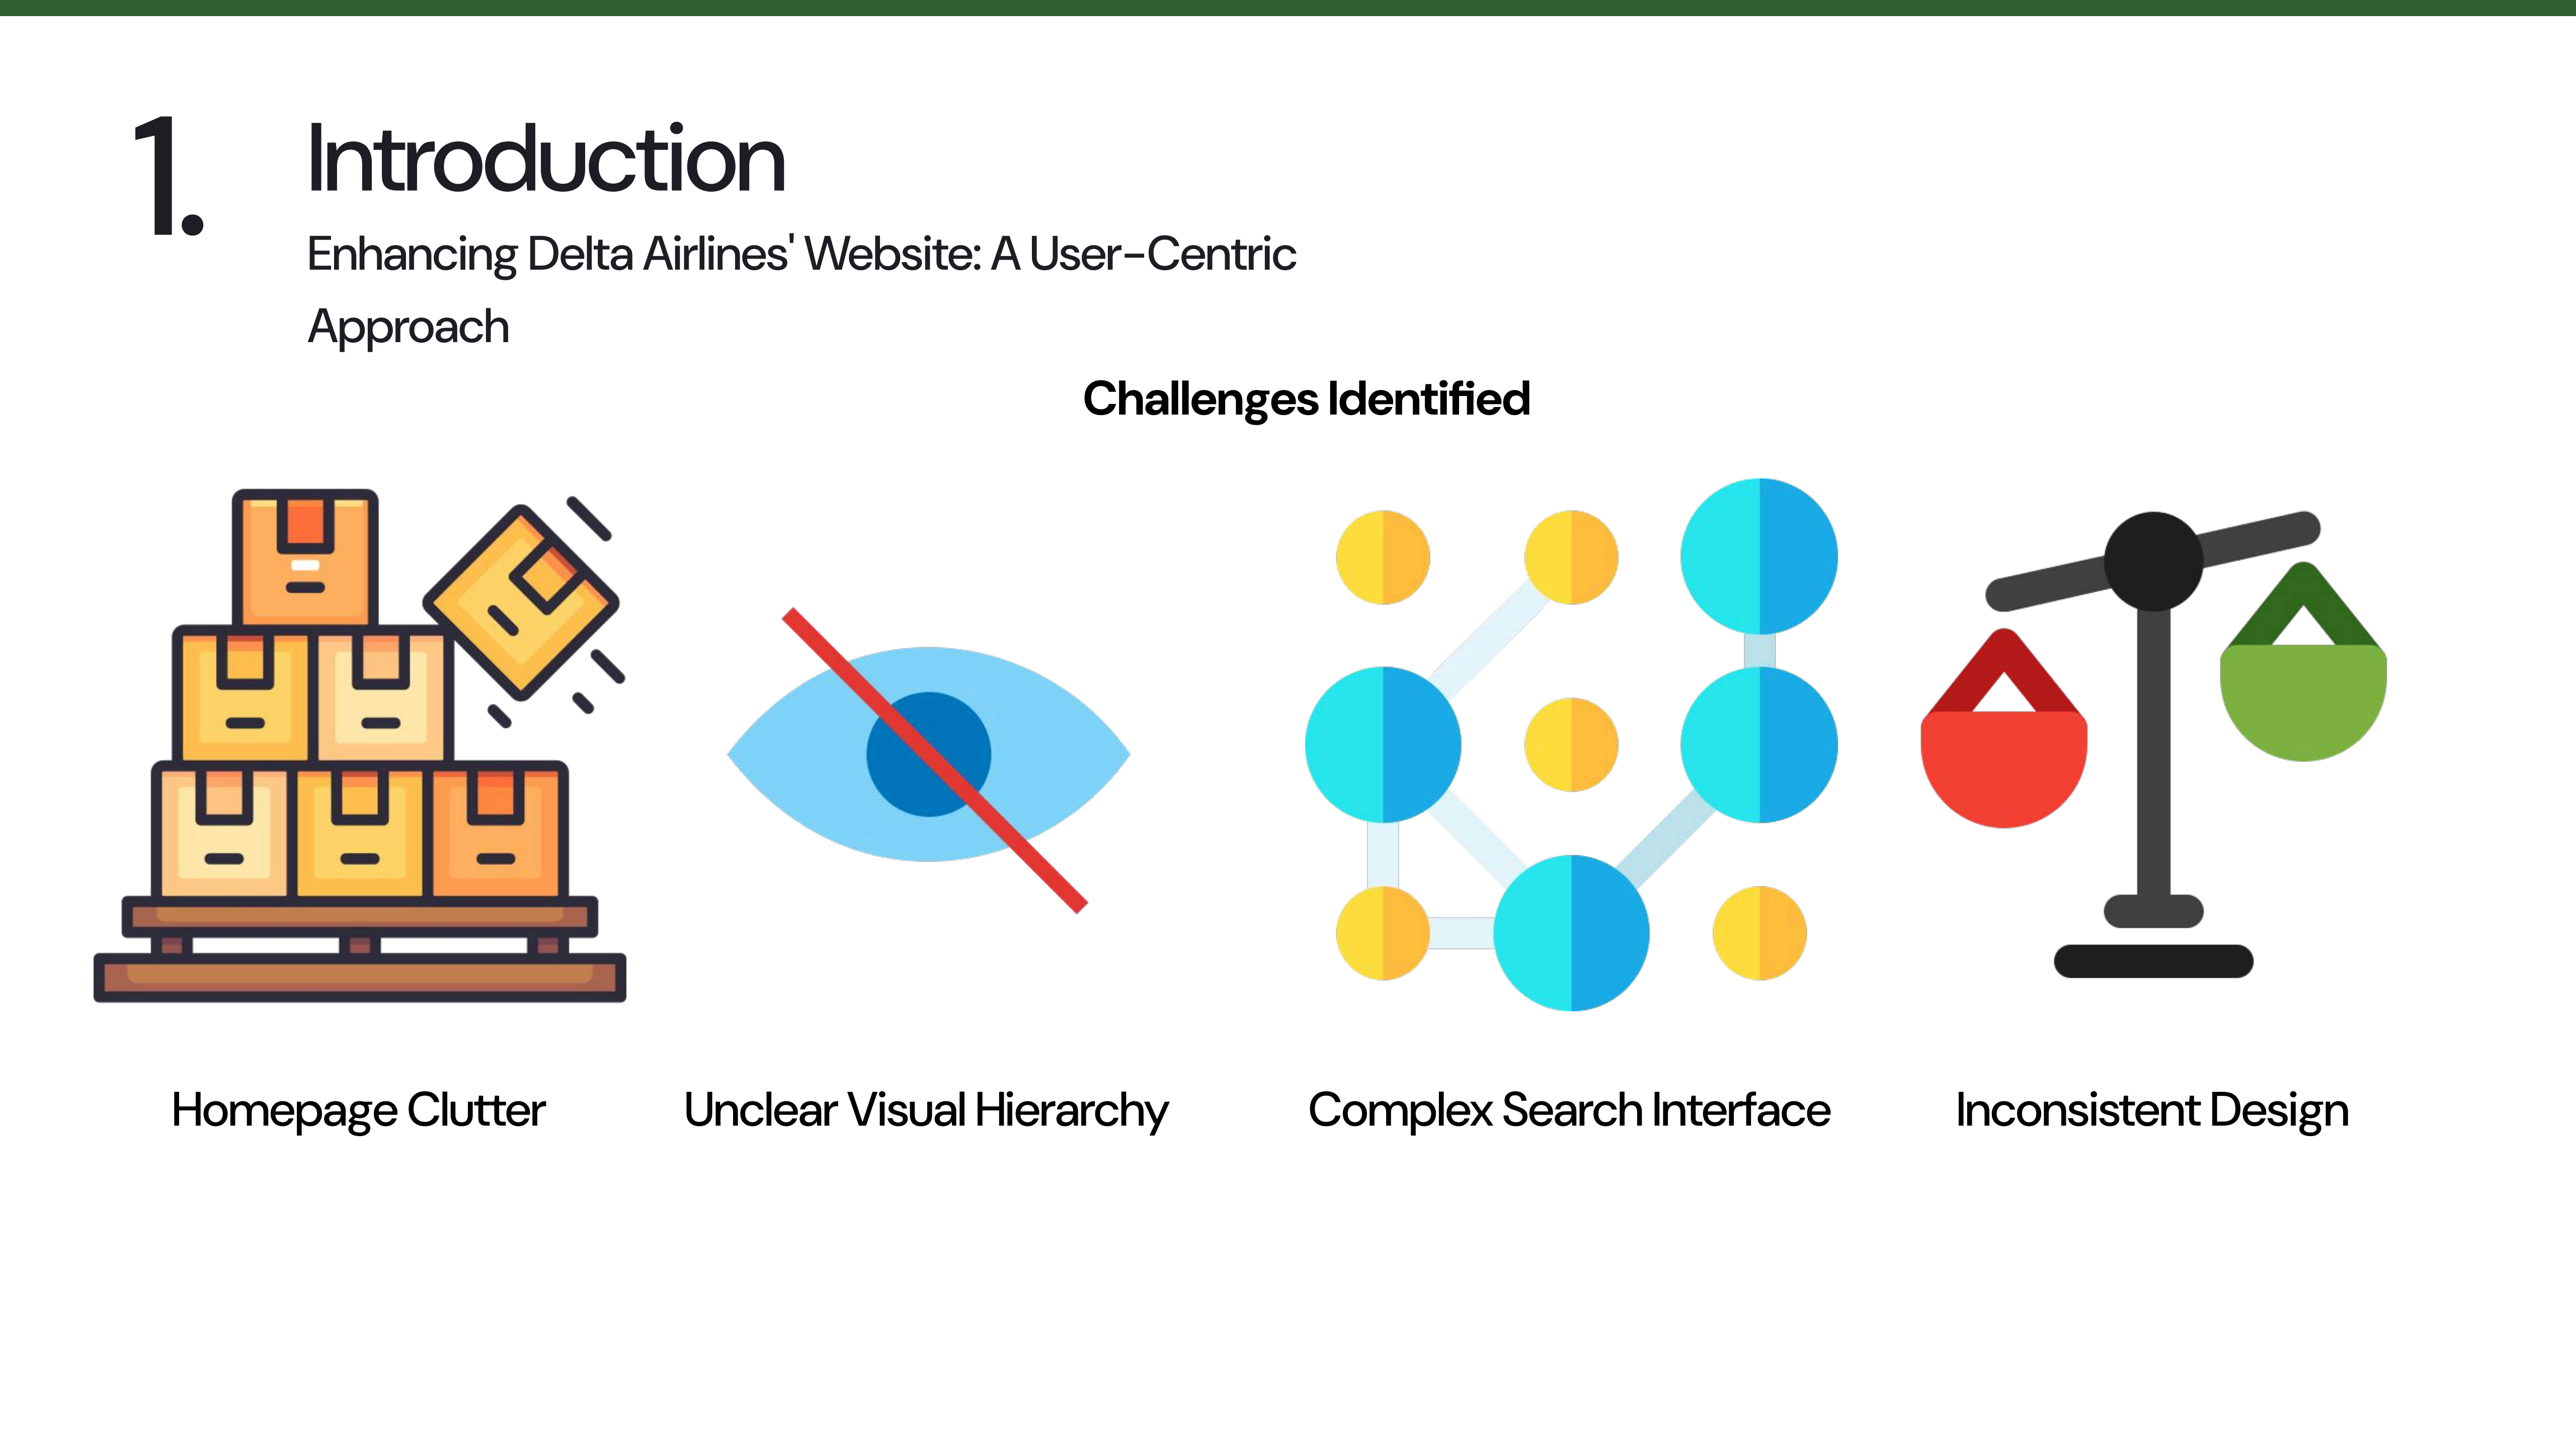 1.
Introduction
Enhancing Delta Airlines' Website: A User-Centric
Approach
Challenges Identified
Homepage Clutter
Unclear Visual Hierarchy
Complex Search Interface
Inconsistent Design